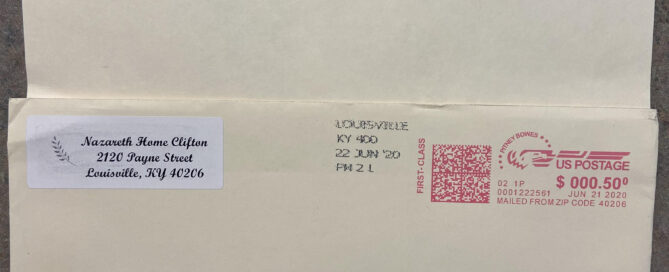 Nazareth Home Clifton
2120 Payne Street
Louisville, KY 40206
LOUISVILLE
KY 400
22 JUN '20
PM 2 L
FIRST-CLASS
PITNEY BOWES
US POSTAGE
$ 000.50⁰
02 1P
0001222561 JUN 21 2020
MAILED FROM ZIP CODE 40206